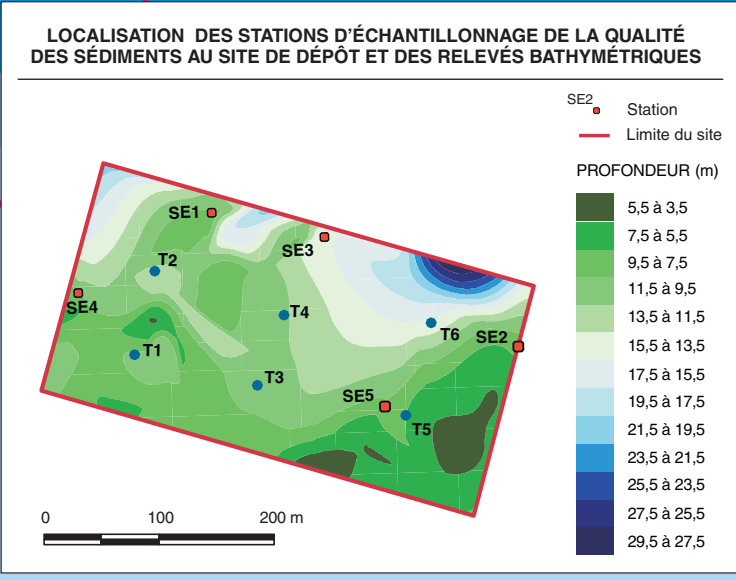 LOCALISATION DES STATIONS D'ÉCHANTILLONNAGE DE LA QUALITÉ
DES SÉDIMENTS AU SITE DE DÉPÔT ET DES RELEVÉS BATHYMÉTRIQUES
SE2
Station
Limite du site
PROFONDEUR (m)
5,5 à 3,5
7,5 à 5,5
9,5 à 7,5
11,5 à 9,5
13,5 à 11,5
15,5 à 13,5
17,5 à 15,5
19,5 à 17,5
21,5 à 19,5
23,5 à 21,5
25,5 à 23,5
27,5 à 25,5
29,5 à 27,5
SE1
SE3
T2
SE4
T4
T6
SE2
T1
T3
SE5
T5
0 100 200 m